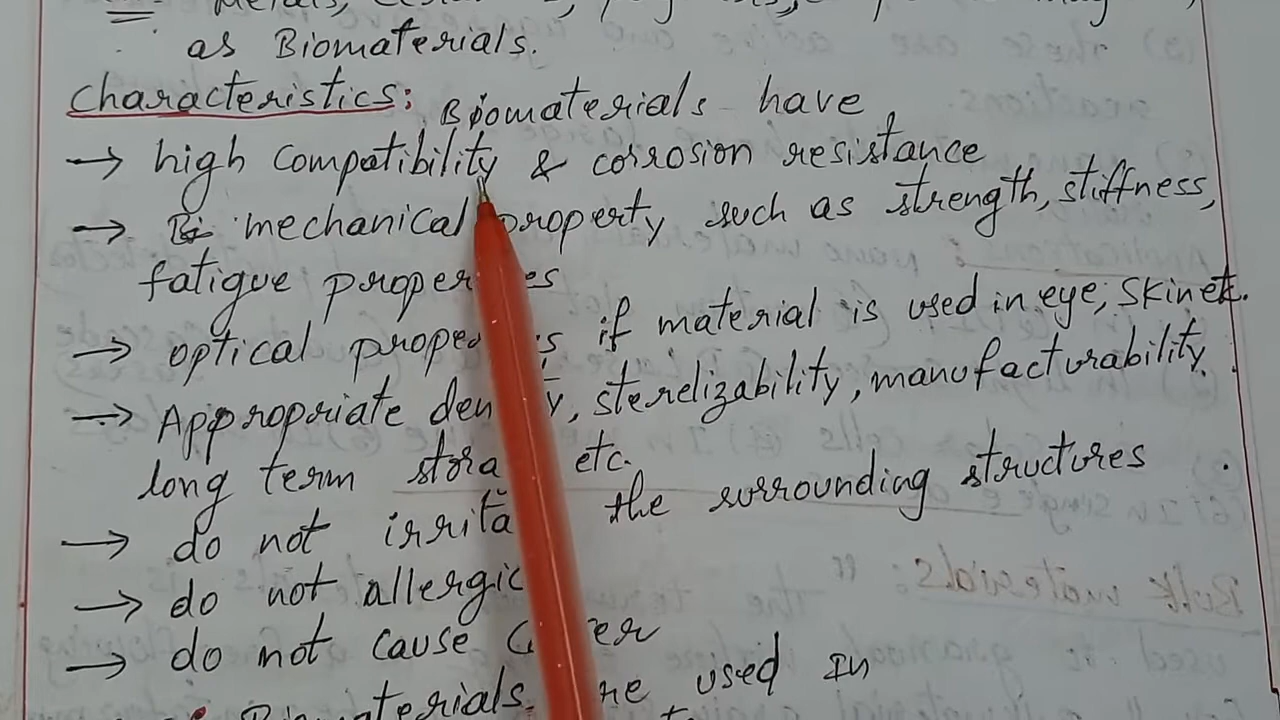 Metals,
as Biomaterials.
Characteristics: Biomaterials have
→ high compatibility & corrosion resistance
→ mechanical property such as strength, stiffness,
fatigue
→ optical if material is used in eye, skin etc.
→ Appropriate sterelizability, manufacturability,
long term etc.
→ do not the surrounding structures
→ do not allergic
→ do not cause
Biomaterials used In